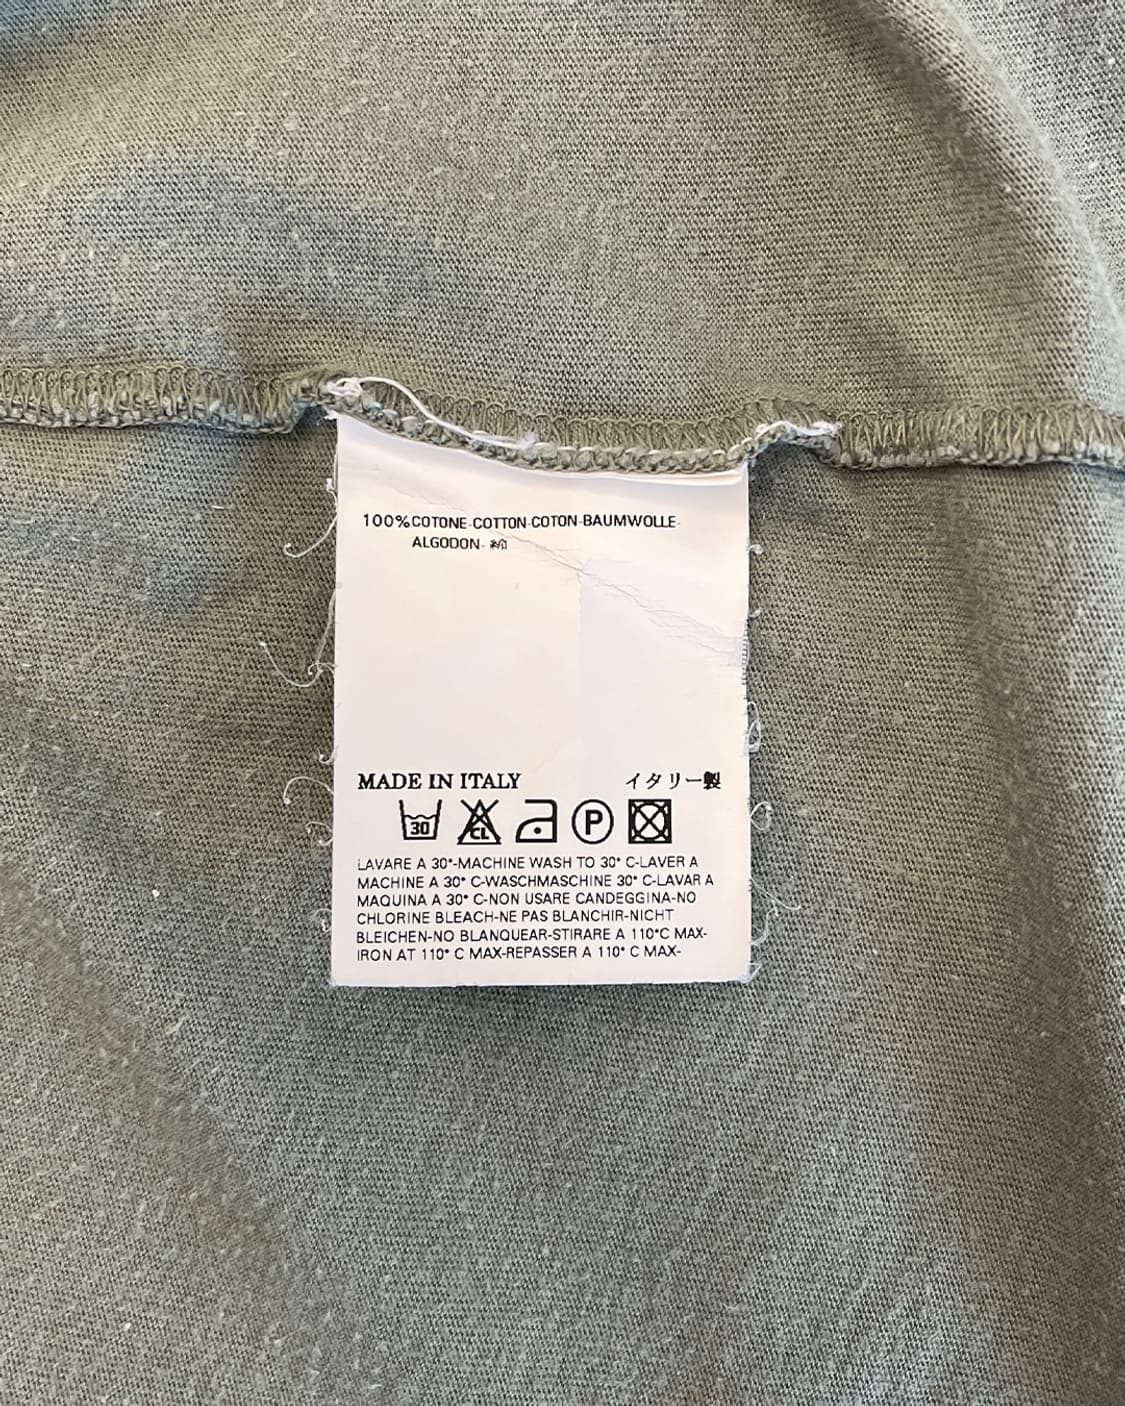 100% COTONE-COTTON-COTON-BAUMWOLLE-
ALGODON- 綿
MADE IN ITALY イタリー製
30 CL P
LAVARE A 30°-MACHINE WASH TO 30° C-LAVER A
MACHINE A 30° C-WASCHMASCHINE 30° C-LAVAR A
MAQUINA A 30° C-NON USARE CANDEGGINA-NO
CHLORINE BLEACH-NE PAS BLANCHIR-NICHT
BLEICHEN-NO BLANQUEAR-STIRARE A 110°C MAX-
IRON AT 110° C MAX-REPASSER A 110° C MAX-